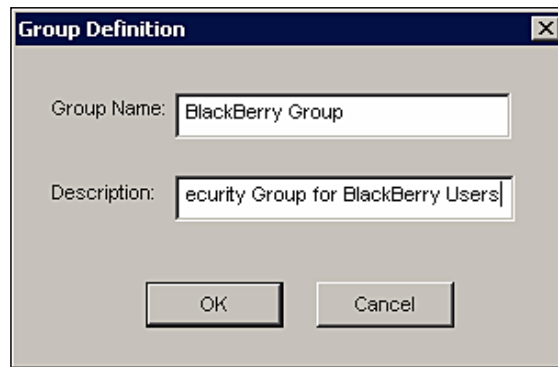 Group Definition
Group Name: BlackBerry Group
Description: ecurity Group for BlackBerry Users
OK Cancel